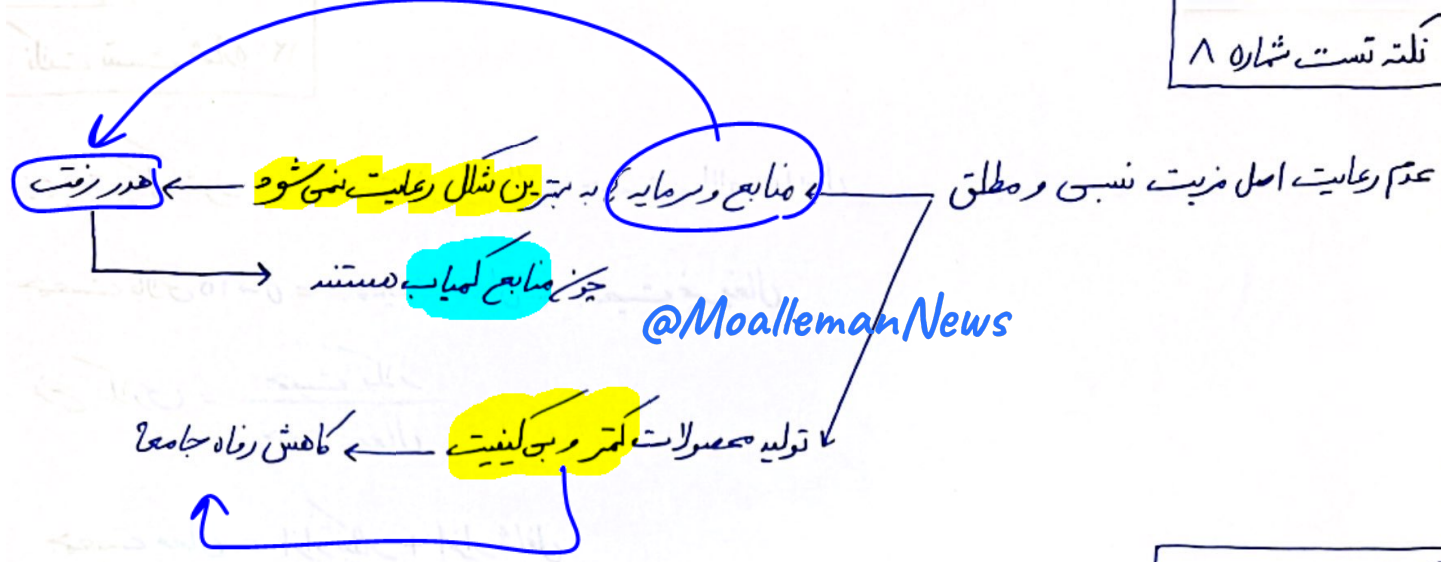 نکته تست شماره ۸
عدم رعایت اصل مزیت نسبی و مطلق ← منابع و سرمایه به بهترین شکل رعایت نمی‌شود ← هدر رفت
چون منابع کمیاب هستند
@MoallemanNews
تولید محصولات کمتر و بی کیفیت ← کاهش رفاه جامعه